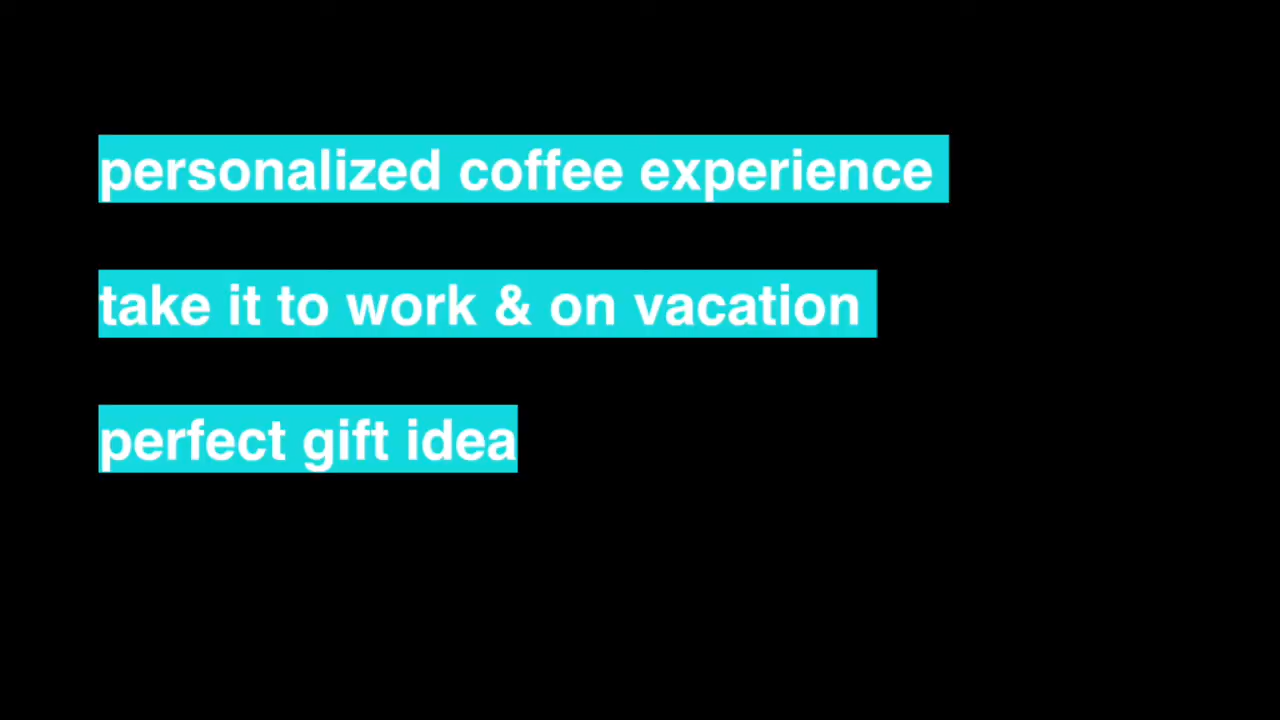 personalized coffee experience
take it to work & on vacation
perfect gift idea